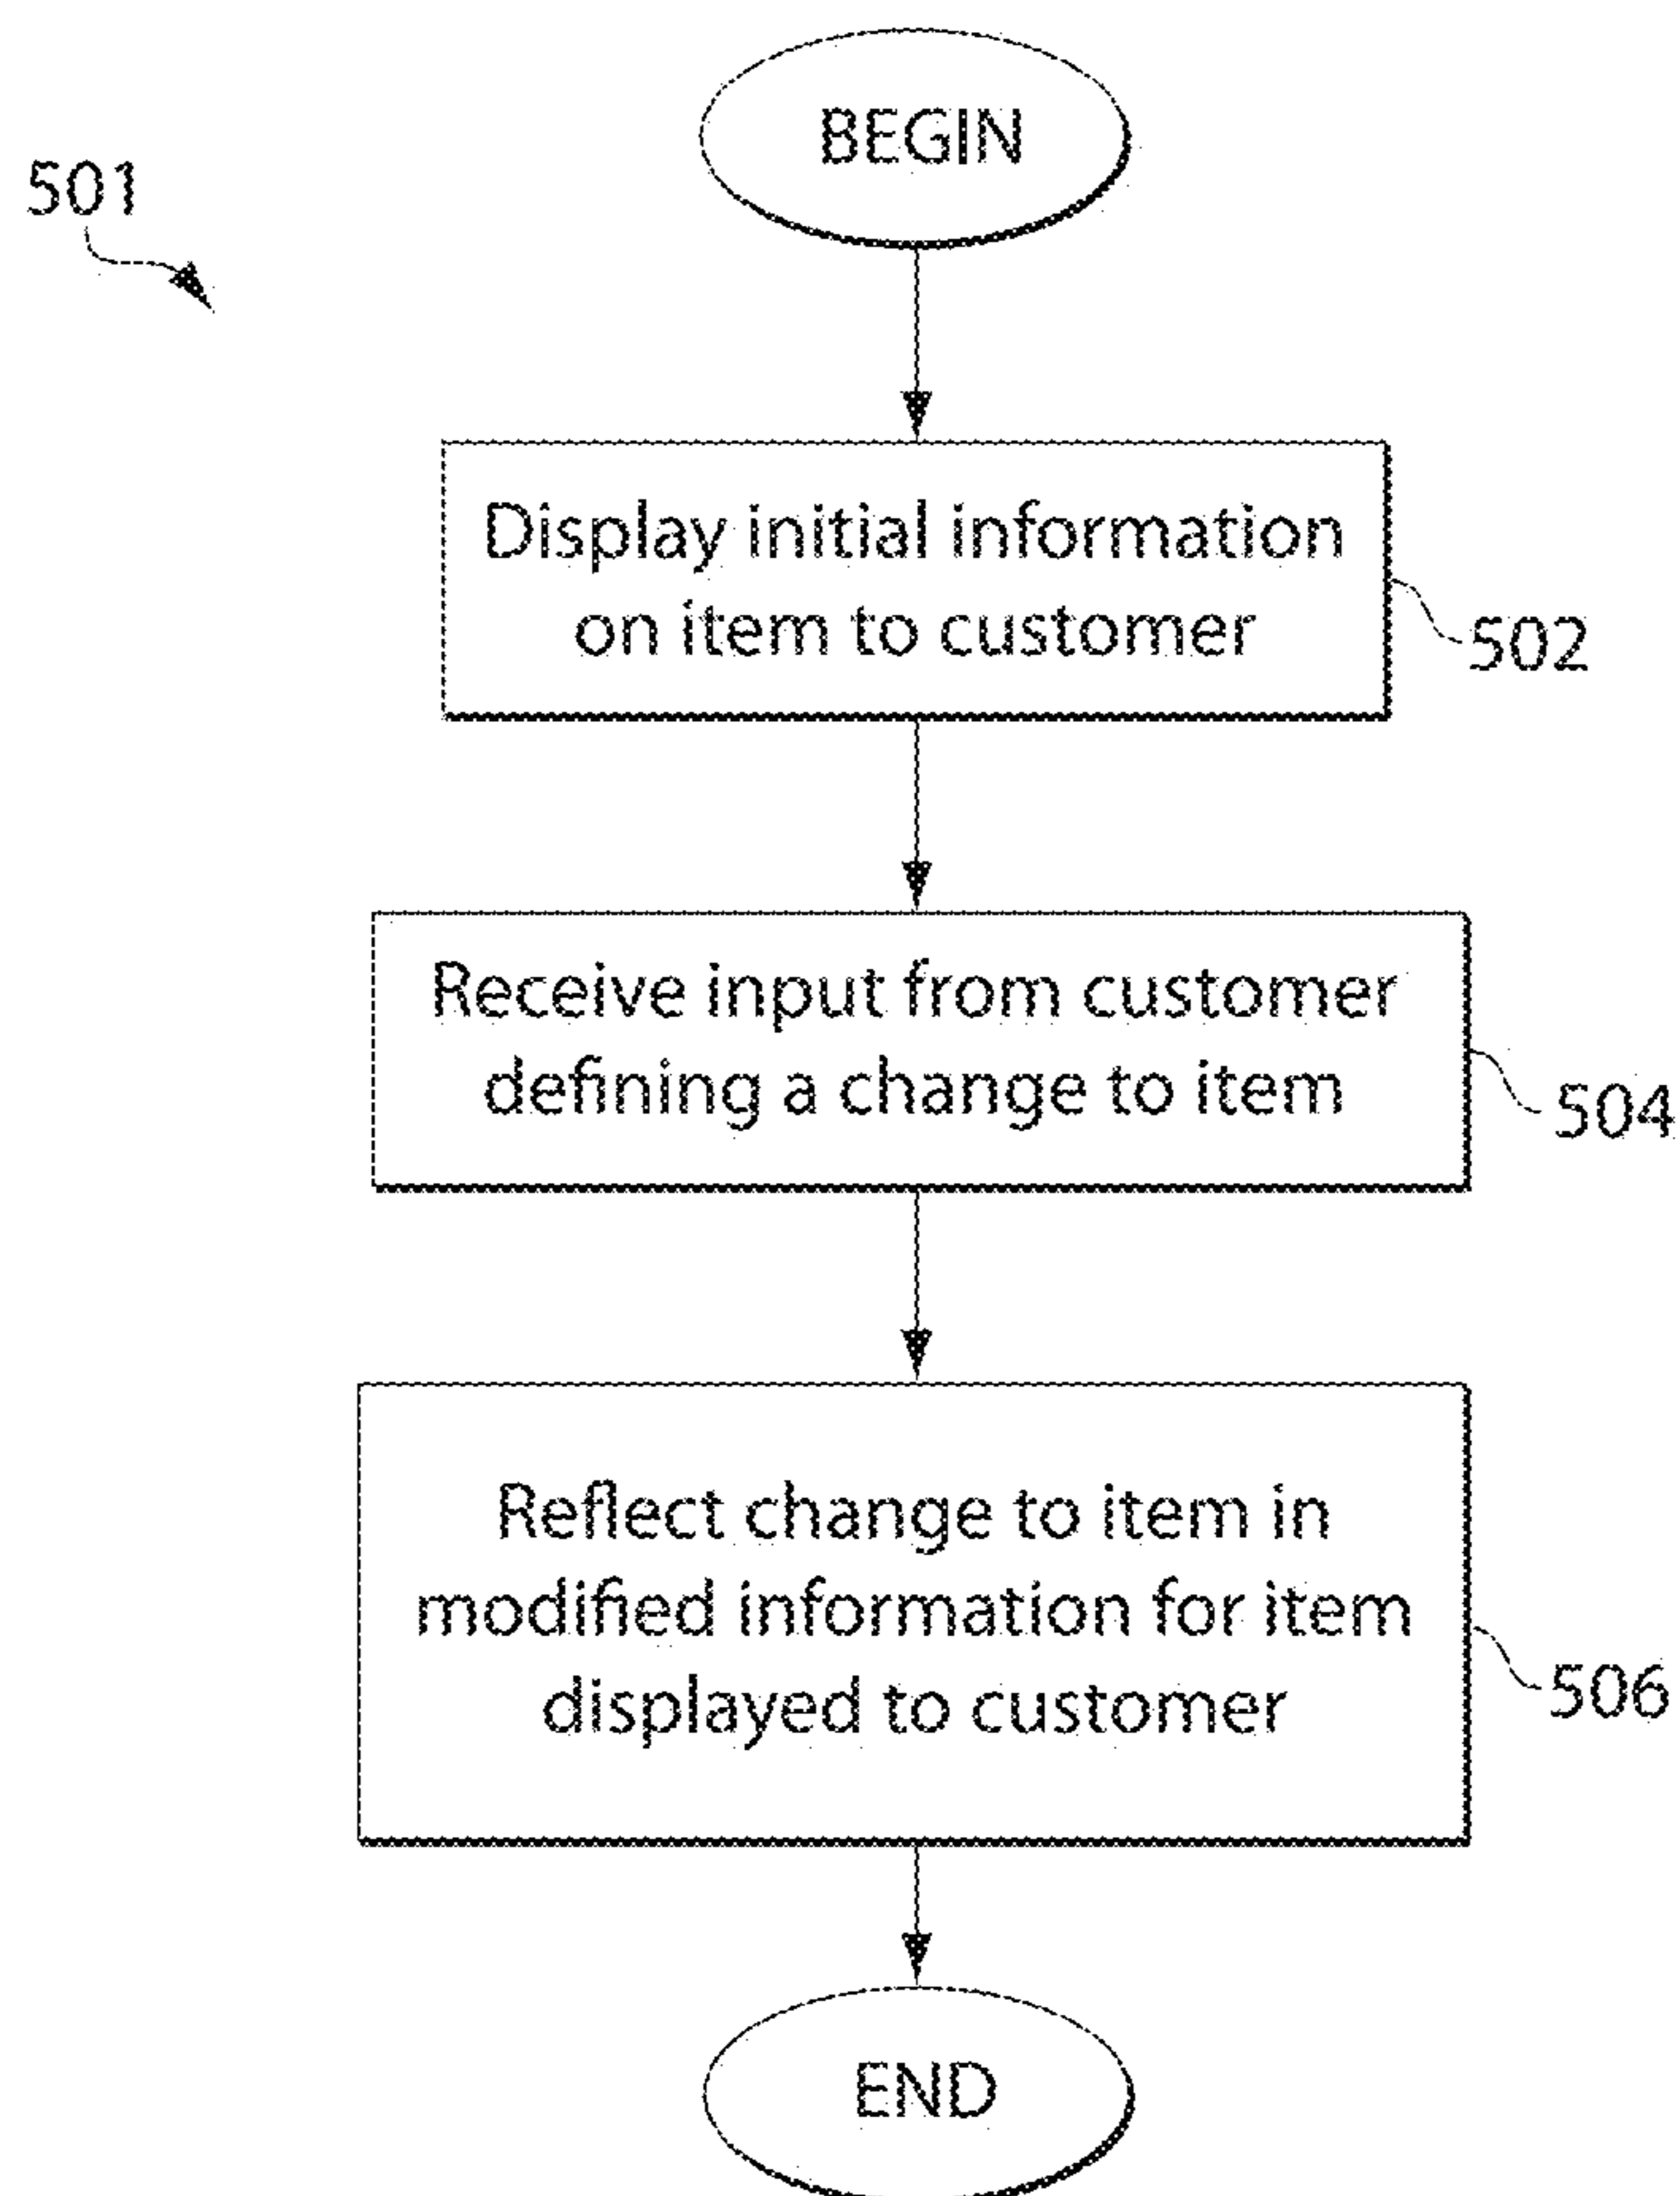 BEGIN
501
Display initial information
on item to customer
502
Receive input from customer
defining a change to item
504
Reflect change to item in
modified information for item
displayed to customer
506
END